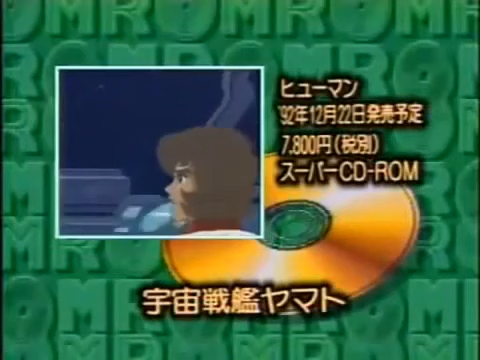 ヒューマン
'92年12月22日発売予定
7,800円(税別)
スーパーCD-ROM
宇宙戦艦ヤマト